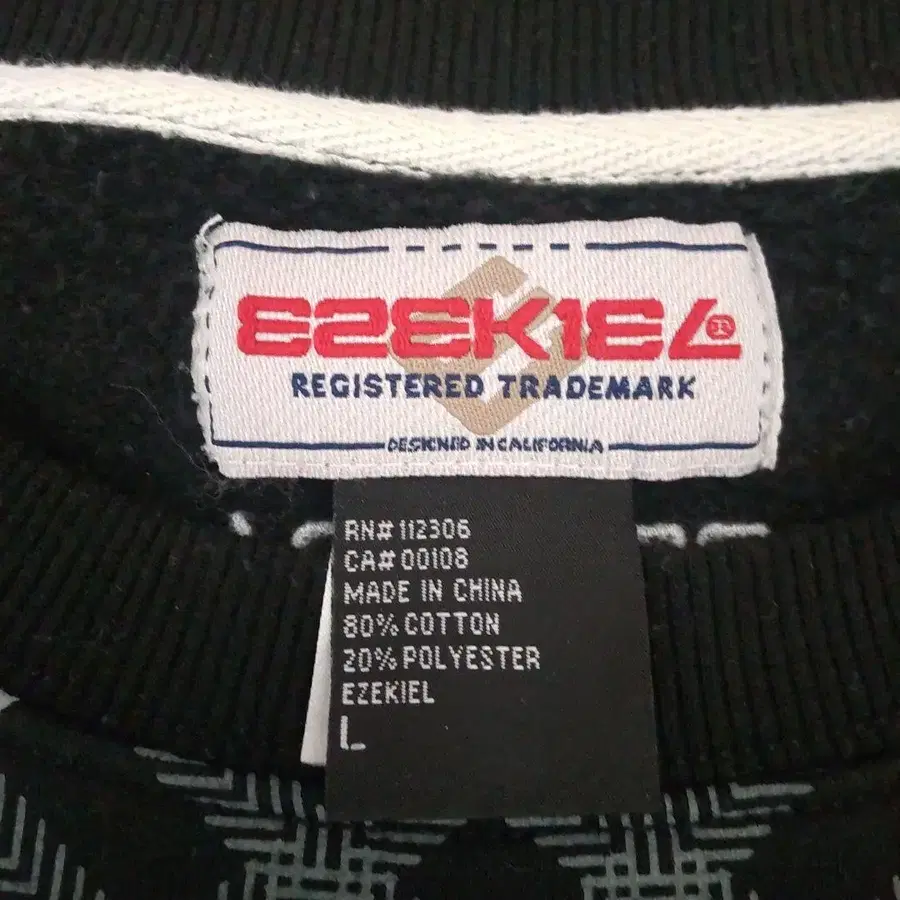 EZEKIEL®
REGISTERED TRADEMARK
DESIGNED IN CALIFORNIA
RN# 112306
CA# 00108
MADE IN CHINA
80% COTTON
20% POLYESTER
EZEKIEL
L